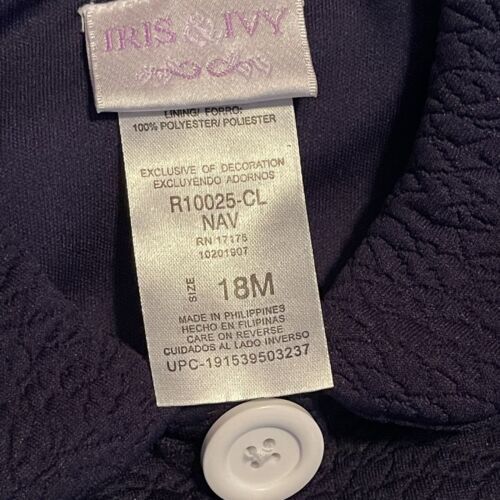 IRIS & IVY
LINING/ FORRO:
100% POLYESTER/ POLIESTER
EXCLUSIVE OF DECORATION
EXCLUYENDO ADORNOS
R10025-CL
NAV
RN 17175
10201907
SIZE 18M
MADE IN PHILIPPINES
HECHO EN FILIPINAS
CARE ON REVERSE
CUIDADOS AL LADO INVERSO
UPC-191539503237